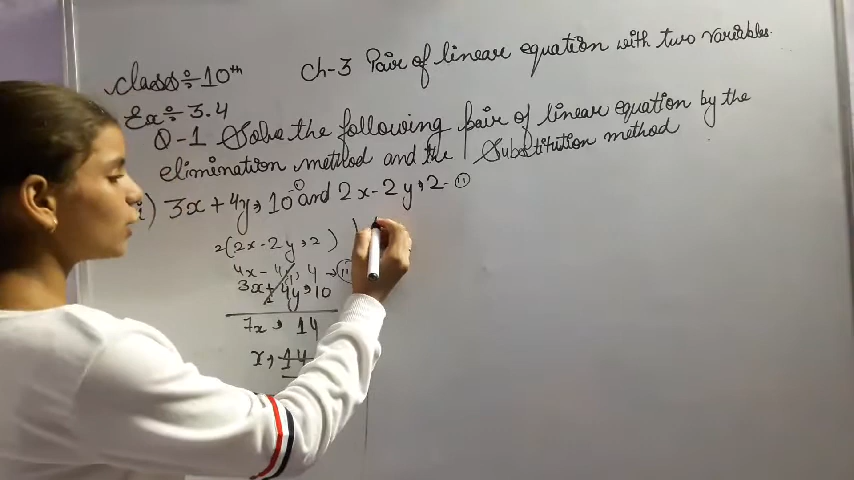 Ch-3 Pair of linear equation with two variables.
Class÷10th
Ex÷3.4
Q-1 Solve the following pair of linear equation by the
elimination method and the Substitution method
i) 3x + 4y, 10 -① and 2x - 2y, 2 - ⑪
2(2x - 2y, 2)
4x - 4y, 4
3x + 4y, 10
7x, 14
x, 14